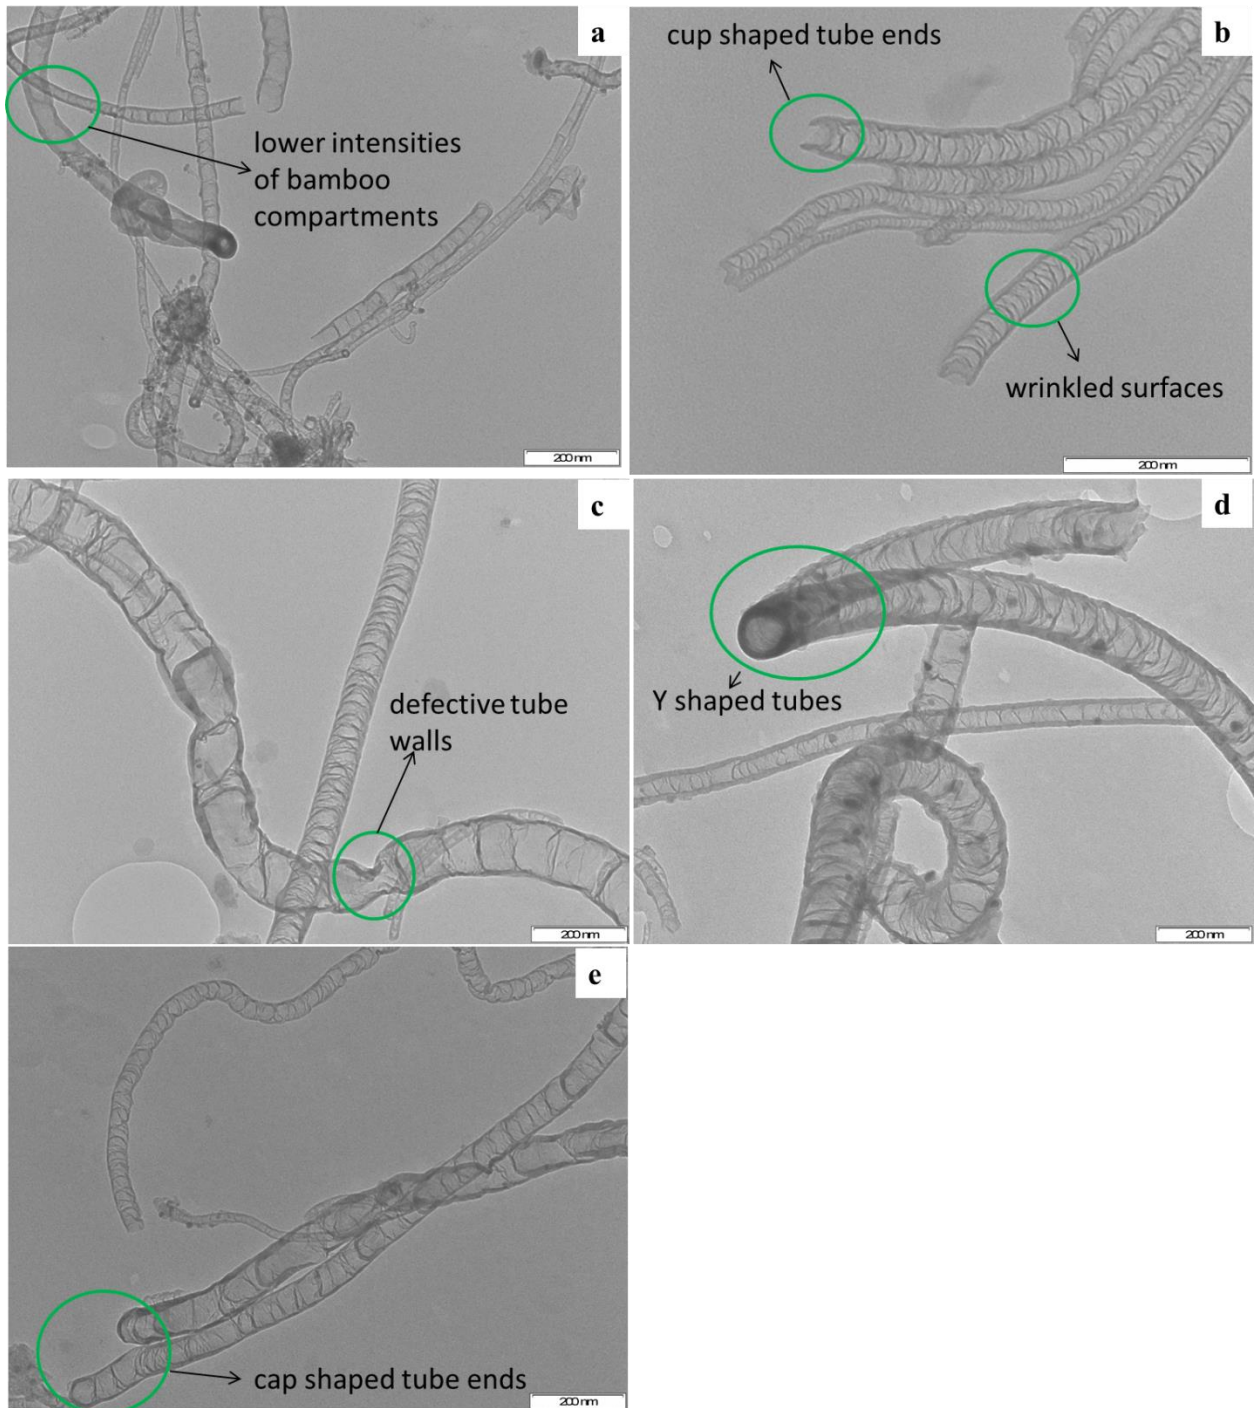 a
lower intensities
of bamboo
compartments
200 nm
cup shaped tube ends
b
wrinkled surfaces
200 nm
c
defective tube
walls
200 nm
d
Y shaped tubes
200 nm
e
cap shaped tube ends
200 nm